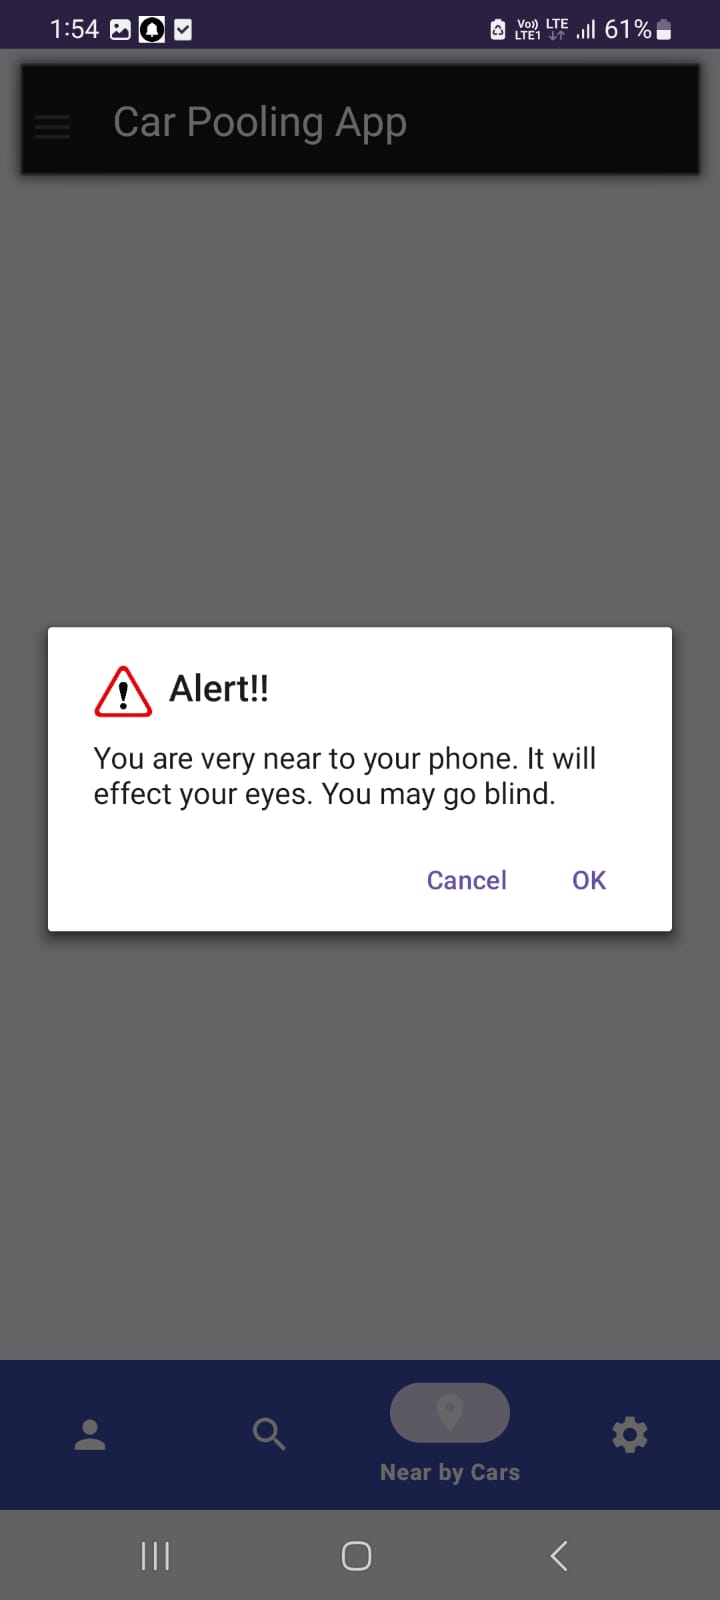 1:54 Vo)) LTE1 LTE 61%
Car Pooling App
Alert!!
You are very near to your phone. It will
effect your eyes. You may go blind.
Cancel OK
Near by Cars